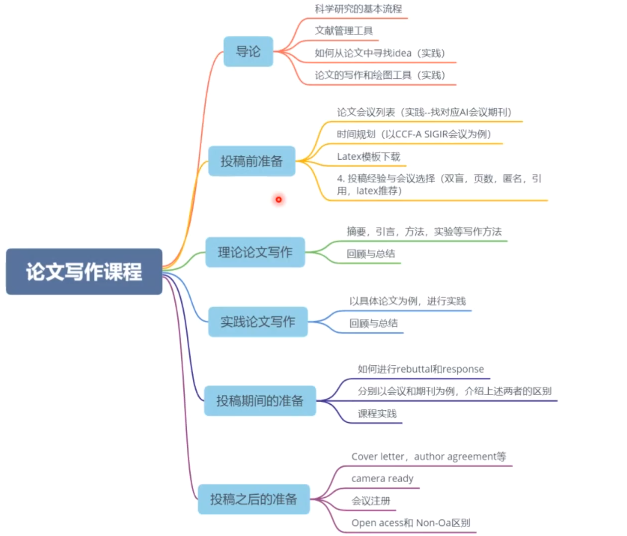 论文写作课程
导论
科学研究的基本流程
文献管理工具
如何从论文中寻找idea（实践）
论文的写作和绘图工具（实践）
投稿前准备
论文会议列表（实践--找对应AI会议期刊）
时间规划（以CCF-A SIGIR会议为例）
Latex模板下载
4. 投稿经验与会议选择（双盲，页数，匿名，引
用，latex推荐）
理论论文写作
摘要，引言，方法，实验等写作方法
回顾与总结
实践论文写作
以具体论文为例，进行实践
回顾与总结
投稿期间的准备
如何进行rebuttal和response
分别以会议和期刊为例，介绍上述两者的区别
课程实践
投稿之后的准备
Cover letter，author agreement等
camera ready
会议注册
Open acess和 Non-Oa区别